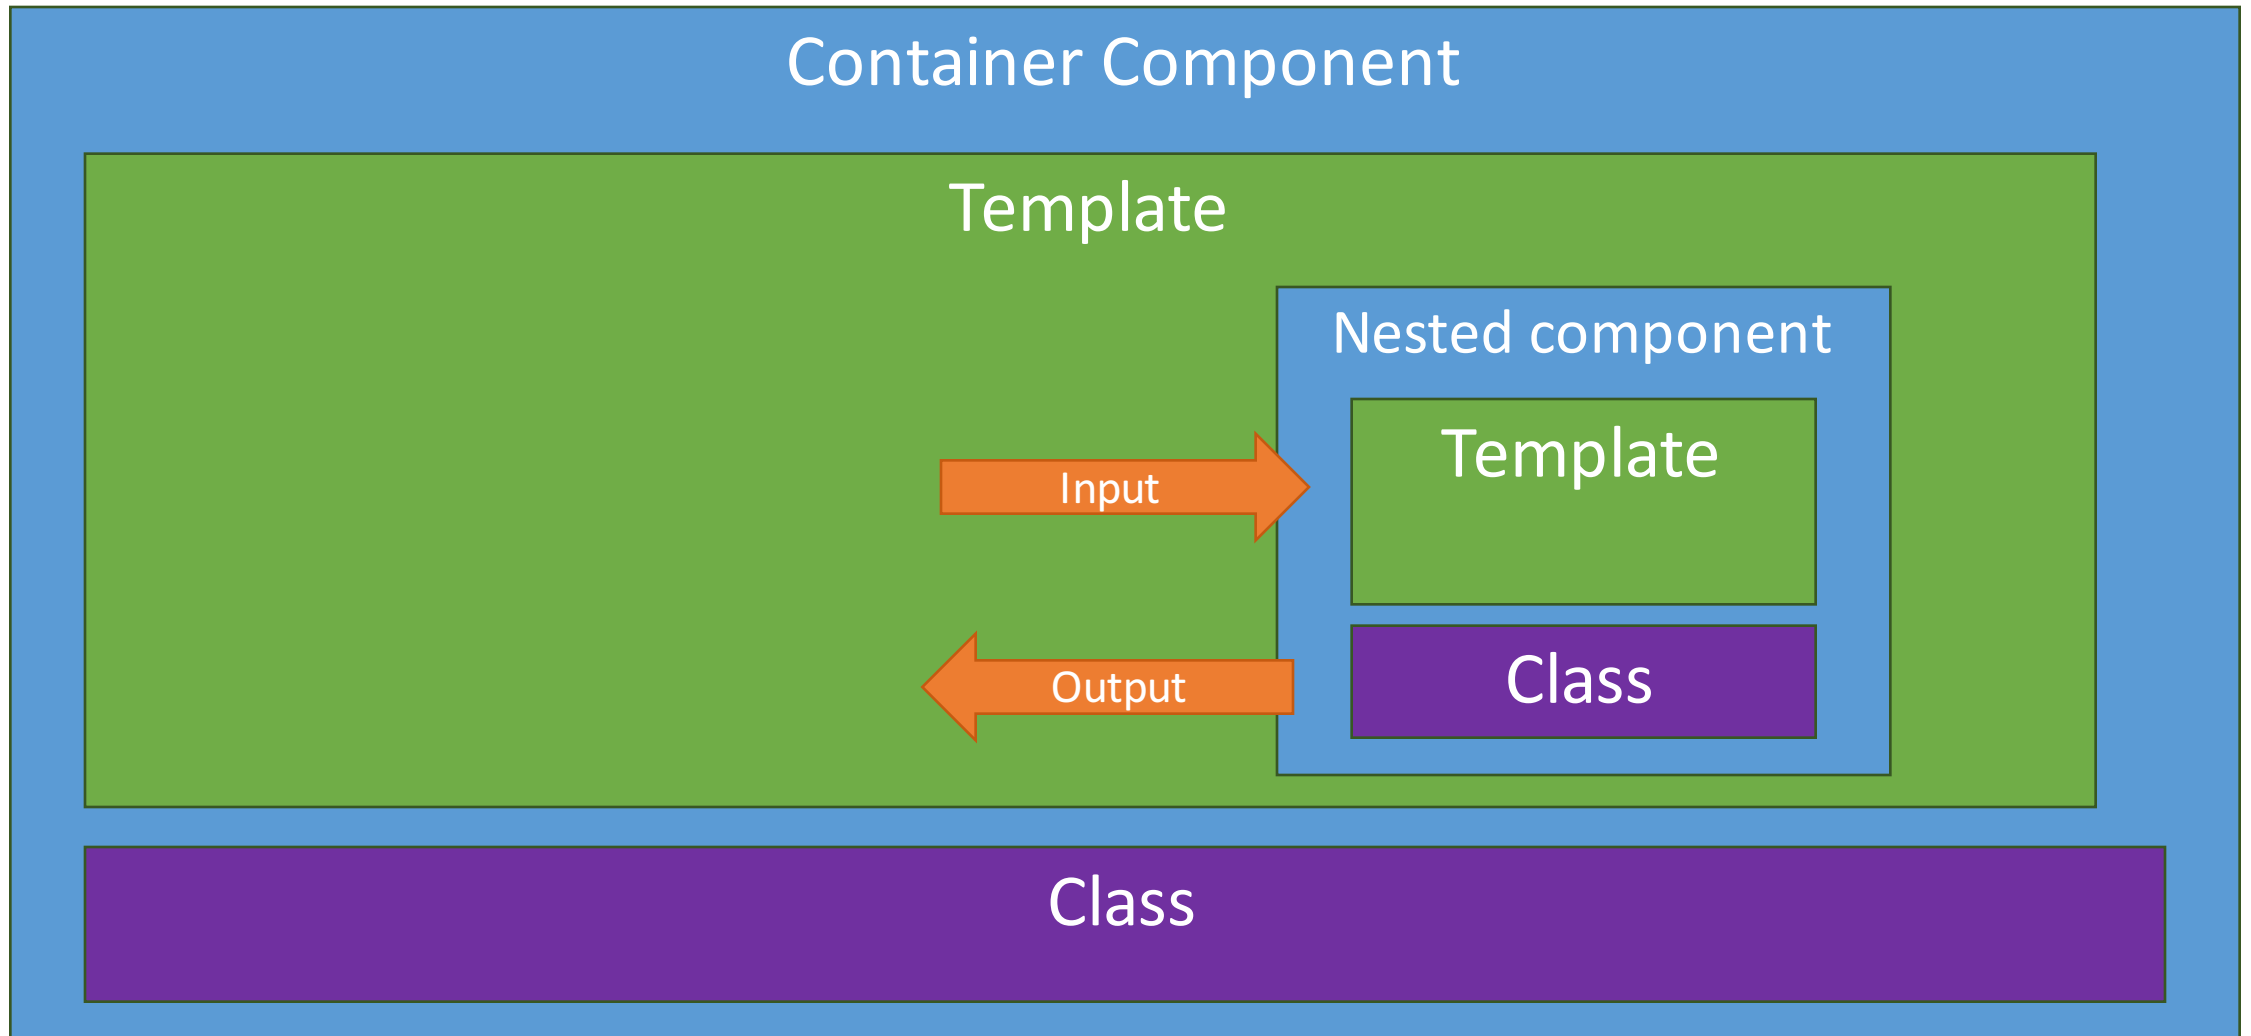 Container Component
Template
Nested component
Template
Input
Class
Output
Class